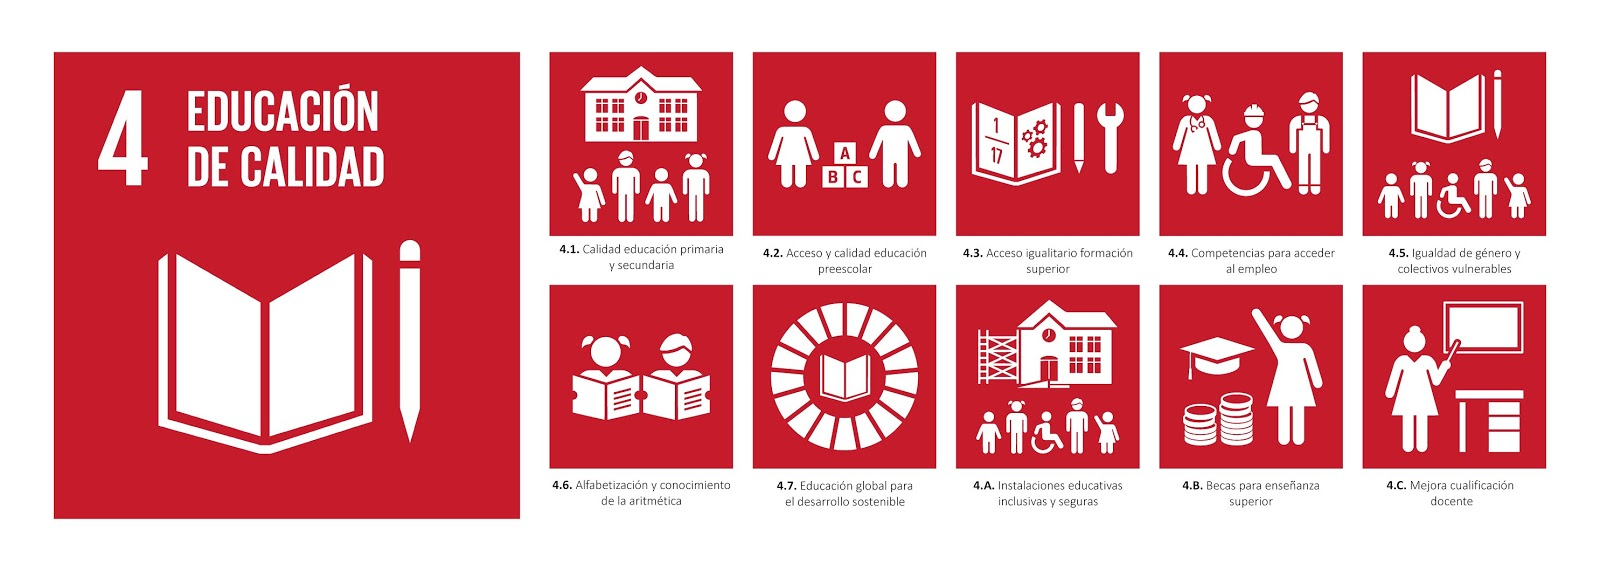 4
EDUCACIÓN
DE CALIDAD
4.1. Calidad educación primaria
y secundaria
A
B C
4.2. Acceso y calidad educación
preescolar
1
17
4.3. Acceso igualitario formación
superior
4.4. Competencias para acceder
al empleo
4.5. Igualdad de género y
colectivos vulnerables
4.6. Alfabetización y conocimiento
de la aritmética
4.7. Educación global para
el desarrollo sostenible
4.A. Instalaciones educativas
inclusivas y seguras
4.B. Becas para enseñanza
superior
4.C. Mejora cualificación
docente